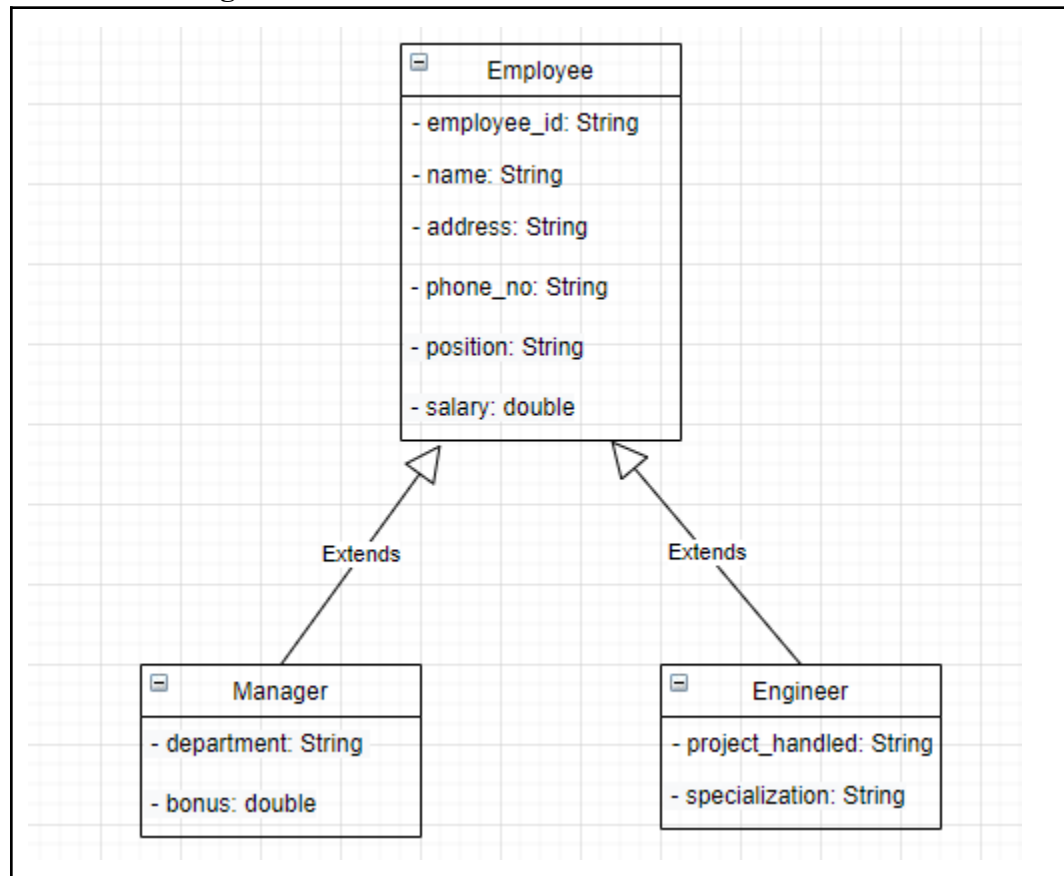 Employee
- employee_id: String
- name: String
- address: String
- phone_no: String
- position: String
- salary: double
Extends
Extends
Manager
- department: String
- bonus: double
Engineer
- project_handled: String
- specialization: String